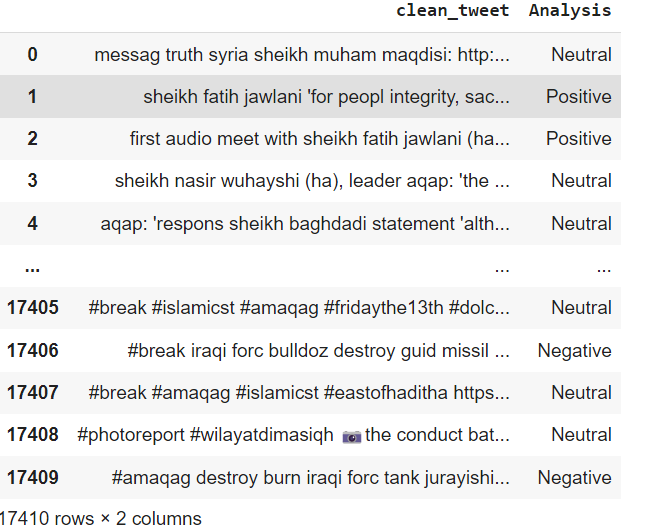 clean_tweet Analysis
0 messag truth syria sheikh muham maqdisi: http:... Neutral
1 sheikh fatih jawlani 'for peopl integrity, sac... Positive
2 first audio meet with sheikh fatih jawlani (ha... Positive
3 sheikh nasir wuhayshi (ha), leader aqap: 'the ... Neutral
4 aqap: 'respons sheikh baghdadi statement 'alth... Neutral
... ... ...
17405 #break #islamicst #amaqag #fridaythe13th #dolc... Neutral
17406 #break iraqi forc bulldoz destroy guid missil ... Negative
17407 #break #amaqag #islamicst #eastofhaditha https... Neutral
17408 #photoreport #wilayatdimasiqh 📷 the conduct bat... Neutral
17409 #amaqag destroy burn iraqi forc tank jurayishi... Negative
17410 rows × 2 columns